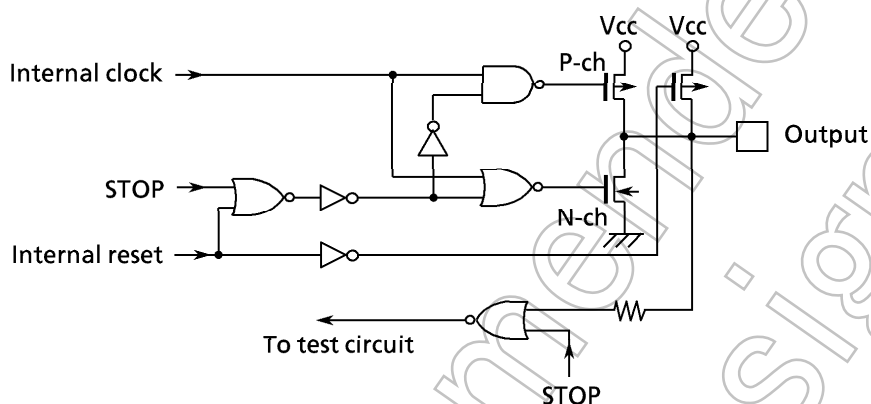 Vcc Vcc
P-ch
Internal clock
Output
STOP
N-ch
Internal reset
To test circuit
STOP